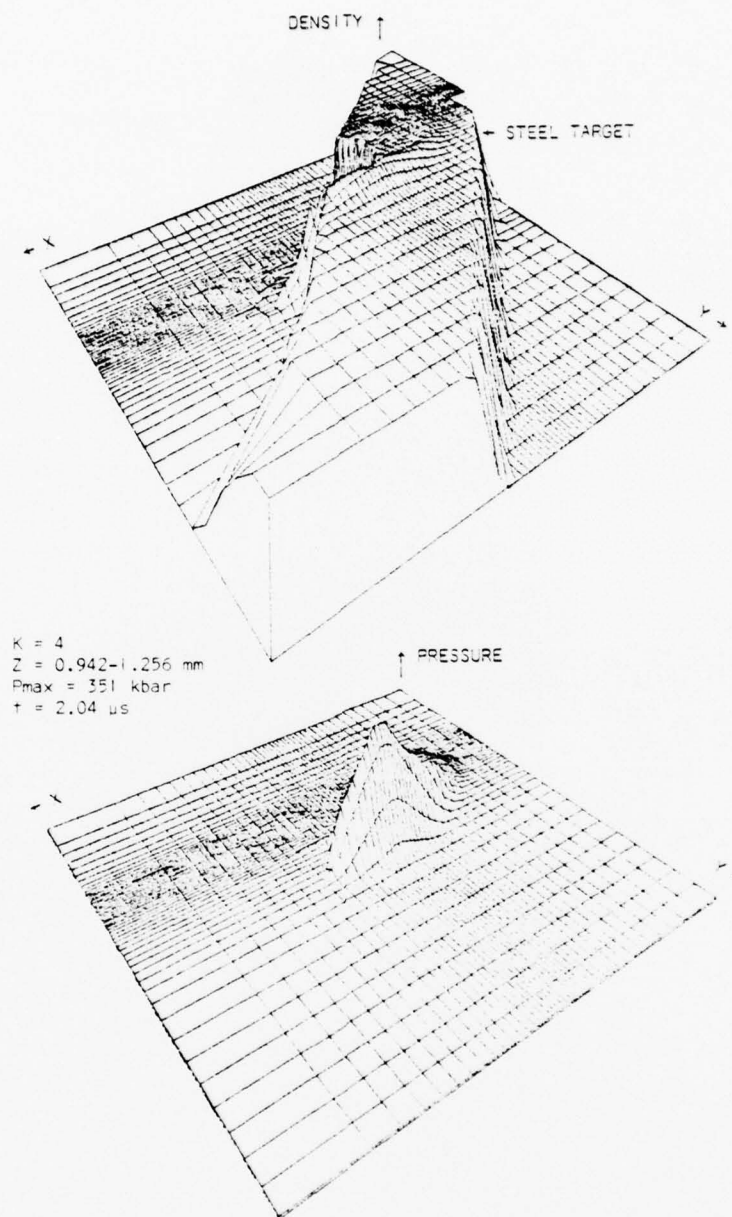 DENSITY ↑
← STEEL TARGET
← X
Y →
K = 4
Z = 0.942-1.256 mm
Pmax = 351 kbar
t = 2.04 µs
↑ PRESSURE
← X